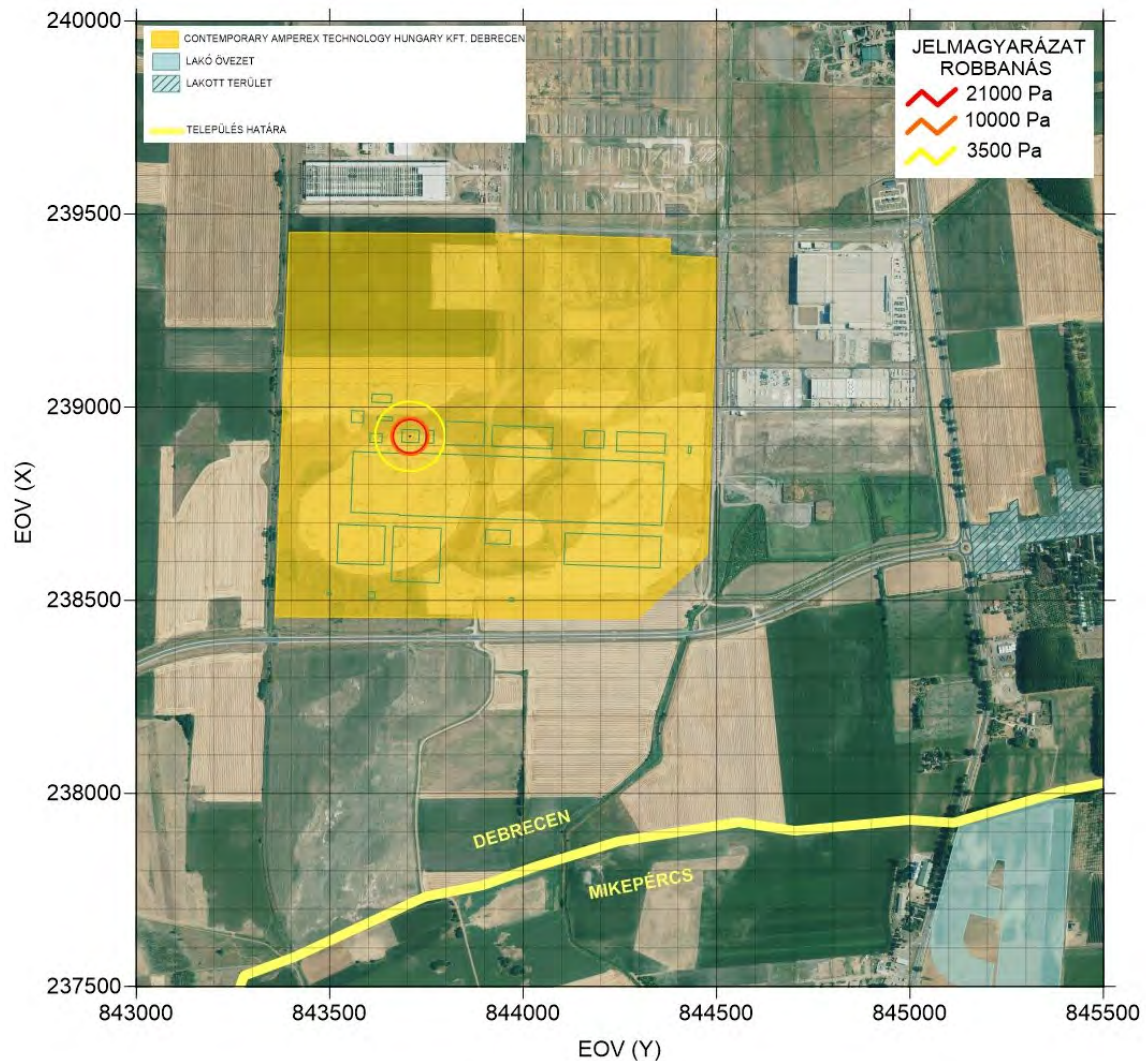 CONTEMPORARY AMPEREX TECHNOLOGY HUNGARY KFT. DEBRECEN
LAKÓ ÖVEZET
LAKOTT TERÜLET
TELEPÜLÉS HATÁRA
JELMAGYARÁZAT
ROBBANÁS
21000 Pa
10000 Pa
3500 Pa
240000
239500
239000
238500
238000
237500
EOV (X)
DEBRECEN
MIKEPÉRCS
843000 843500 844000 844500 845000 845500
EOV (Y)